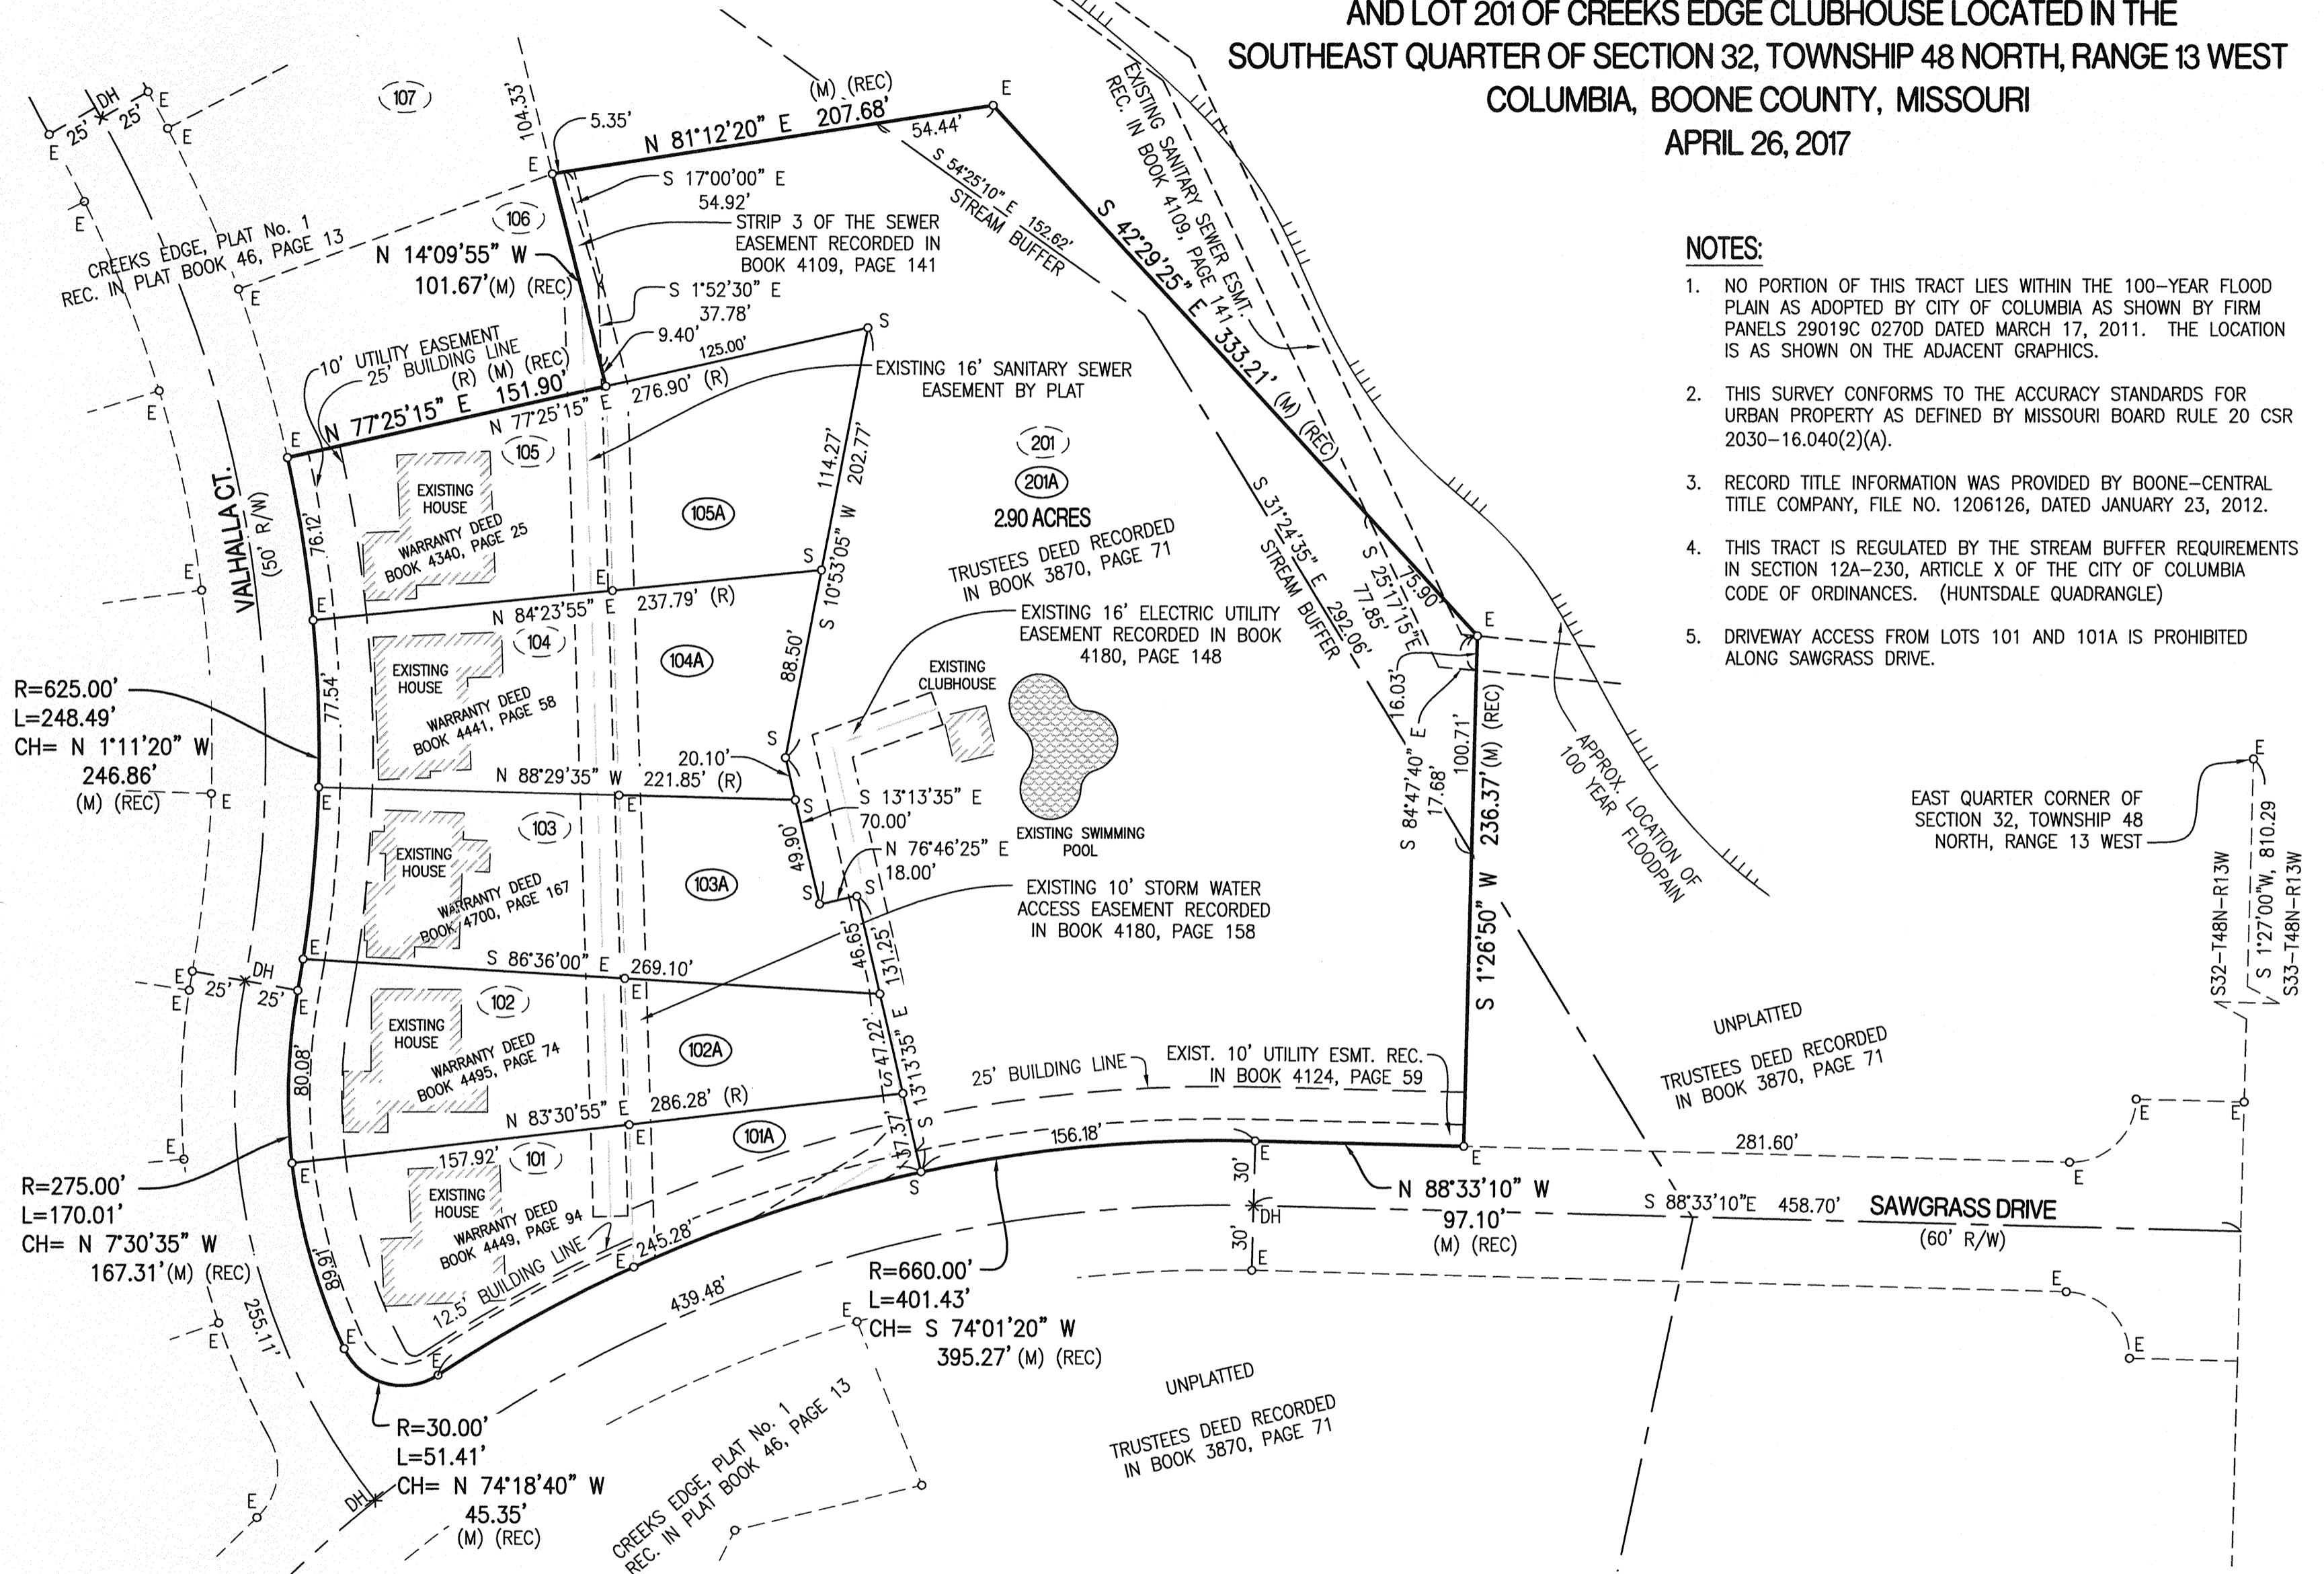 AND LOT 201 OF CREEKS EDGE CLUBHOUSE LOCATED IN THE
SOUTHEAST QUARTER OF SECTION 32, TOWNSHIP 48 NORTH, RANGE 13 WEST
COLUMBIA, BOONE COUNTY, MISSOURI
APRIL 26, 2017
NOTES:
1. NO PORTION OF THIS TRACT LIES WITHIN THE 100-YEAR FLOOD
PLAIN AS ADOPTED BY CITY OF COLUMBIA AS SHOWN BY FIRM
PANELS 29019C 0270D DATED MARCH 17, 2011. THE LOCATION
IS AS SHOWN ON THE ADJACENT GRAPHICS.
2. THIS SURVEY CONFORMS TO THE ACCURACY STANDARDS FOR
URBAN PROPERTY AS DEFINED BY MISSOURI BOARD RULE 20 CSR
2030-16.040(2)(A).
3. RECORD TITLE INFORMATION WAS PROVIDED BY BOONE-CENTRAL
TITLE COMPANY, FILE NO. 1206126, DATED JANUARY 23, 2012.
4. THIS TRACT IS REGULATED BY THE STREAM BUFFER REQUIREMENTS
IN SECTION 12A-230, ARTICLE X OF THE CITY OF COLUMBIA
CODE OF ORDINANCES. (HUNTSDALE QUADRANGLE)
5. DRIVEWAY ACCESS FROM LOTS 101 AND 101A IS PROHIBITED
ALONG SAWGRASS DRIVE.
DH
25' 25'
E
E
E
E
E
107
104.33'
5.35'
E
N 81°12'20" E 207.68'
(M) (REC)
54.44'
E
S 17°00'00" E
54.92'
106
STRIP 3 OF THE SEWER
EASEMENT RECORDED IN
BOOK 4109, PAGE 141
N 14°09'55" W
101.67'(M) (REC)
S 1°52'30" E
37.78'
9.40'
CREEKS EDGE, PLAT No. 1
REC. IN PLAT BOOK 46, PAGE 13
E
S 54°25'10" E 152.62'
STREAM BUFFER
EXISTING SANITARY SEWER ESMT.
REC. IN BOOK 4109, PAGE 141
S 42°29'25" E 333.21' (M) (REC)
10' UTILITY EASEMENT
25' BUILDING LINE
(R) (M) (REC)
N 77°25'15" E 151.90'
N 77°25'15" E 276.90' (R)
125.00'
S
E
E
EXISTING 16' SANITARY SEWER
EASEMENT BY PLAT
VALHALLA CT.
(50' R/W)
76.12'
105
EXISTING
HOUSE
WARRANTY DEED
BOOK 4340, PAGE 25
105A
114.27'
S 10°53'05" W 202.77'
201
201A
2.90 ACRES
TRUSTEES DEED RECORDED
IN BOOK 3870, PAGE 71
S 31°24'35" E 292.06'
STREAM BUFFER
S 25°17'15"E
77.85'
75.90'
E
E
E
E
S
N 84°23'55" E 237.79' (R)
104
EXISTING
HOUSE
WARRANTY DEED
BOOK 4441, PAGE 58
104A
77.54'
88.50'
EXISTING 16' ELECTRIC UTILITY
EASEMENT RECORDED IN BOOK
4180, PAGE 148
EXISTING
CLUBHOUSE
16.03'
100.71'
S 84°47'40" E
17.68'
S 1°26'50" W 236.37'(M) (REC)
APPROX. LOCATION OF
100 YEAR FLOODPAIN
R=625.00'
L=248.49'
CH= N 1°11'20" W
246.86'
(M) (REC)
E
E
E
S
S
20.10'
N 88°29'35" W 221.85' (R)
S 13°13'35" E
70.00'
49.90'
EXISTING SWIMMING
POOL
N 76°46'25" E
18.00'
S
S
103
EXISTING
HOUSE
WARRANTY DEED
BOOK 4700, PAGE 167
103A
EXISTING 10' STORM WATER
ACCESS EASEMENT RECORDED
IN BOOK 4180, PAGE 158
E
EAST QUARTER CORNER OF
SECTION 32, TOWNSHIP 48
NORTH, RANGE 13 WEST
S32-T48N-R13W
S 1°27'00"W, 810.29
S33-T48N-R13W
E
S 86°36'00" E 269.10'
E
46.65'
131.25'
S 13°13'35" E
E
E
DH
25' 25'
E
102
EXISTING
HOUSE
WARRANTY DEED
BOOK 4495, PAGE 74
102A
80.08'
47.22'
S
25' BUILDING LINE
EXIST. 10' UTILITY ESMT. REC.
IN BOOK 4124, PAGE 59
UNPLATTED
TRUSTEES DEED RECORDED
IN BOOK 3870, PAGE 71
E
E
N 83°30'55" E 286.28' (R)
E
E
E
157.92'
101
101A
37.37'
S
156.18'
E
E
281.60'
E
EXISTING
HOUSE
WARRANTY DEED
BOOK 4449, PAGE 94
R=275.00'
L=170.01'
CH= N 7°30'35" W
167.31'(M) (REC)
89.91'
30'
DH
30'
E
N 88°33'10" W
97.10'
(M) (REC)
S 88°33'10"E 458.70'
SAWGRASS DRIVE
(60' R/W)
12.5' BUILDING LINE
E
245.28'
439.48'
255.11'
E
E
E
R=660.00'
L=401.43'
CH= S 74°01'20" W
395.27' (M) (REC)
E
E
E
UNPLATTED
TRUSTEES DEED RECORDED
IN BOOK 3870, PAGE 71
R=30.00'
L=51.41'
CH= N 74°18'40" W
45.35'
(M) (REC)
DH
E
CREEKS EDGE, PLAT No. 1
REC. IN PLAT BOOK 46, PAGE 13